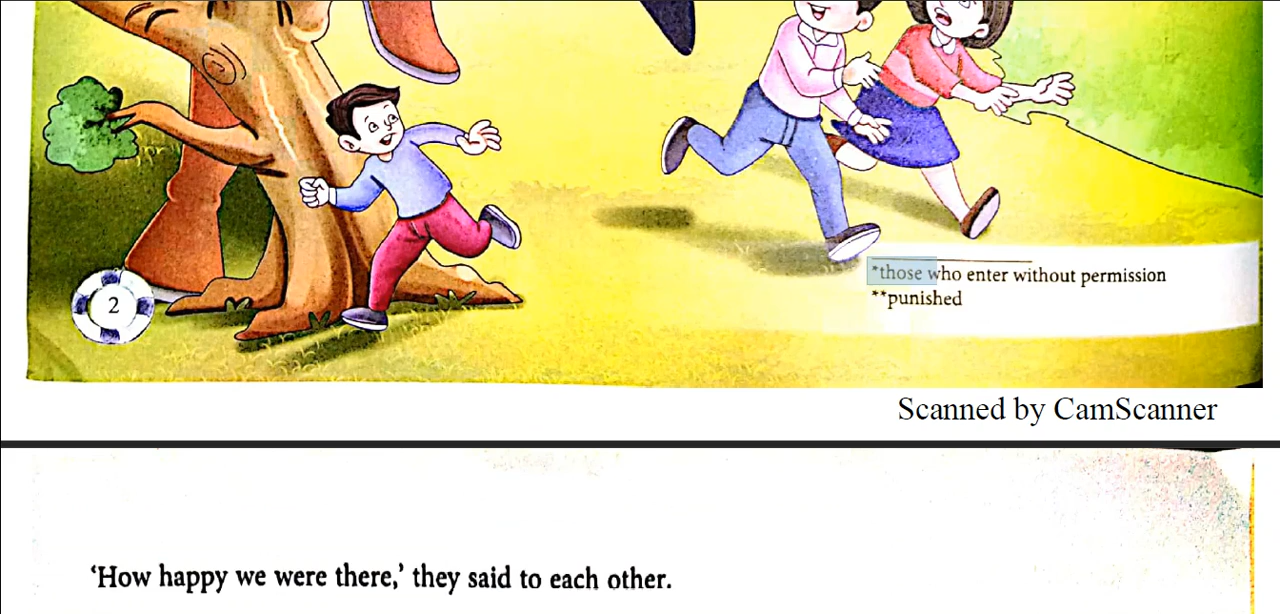 2
*those who enter without permission
**punished
Scanned by CamScanner
‘How happy we were there,’ they said to each other.